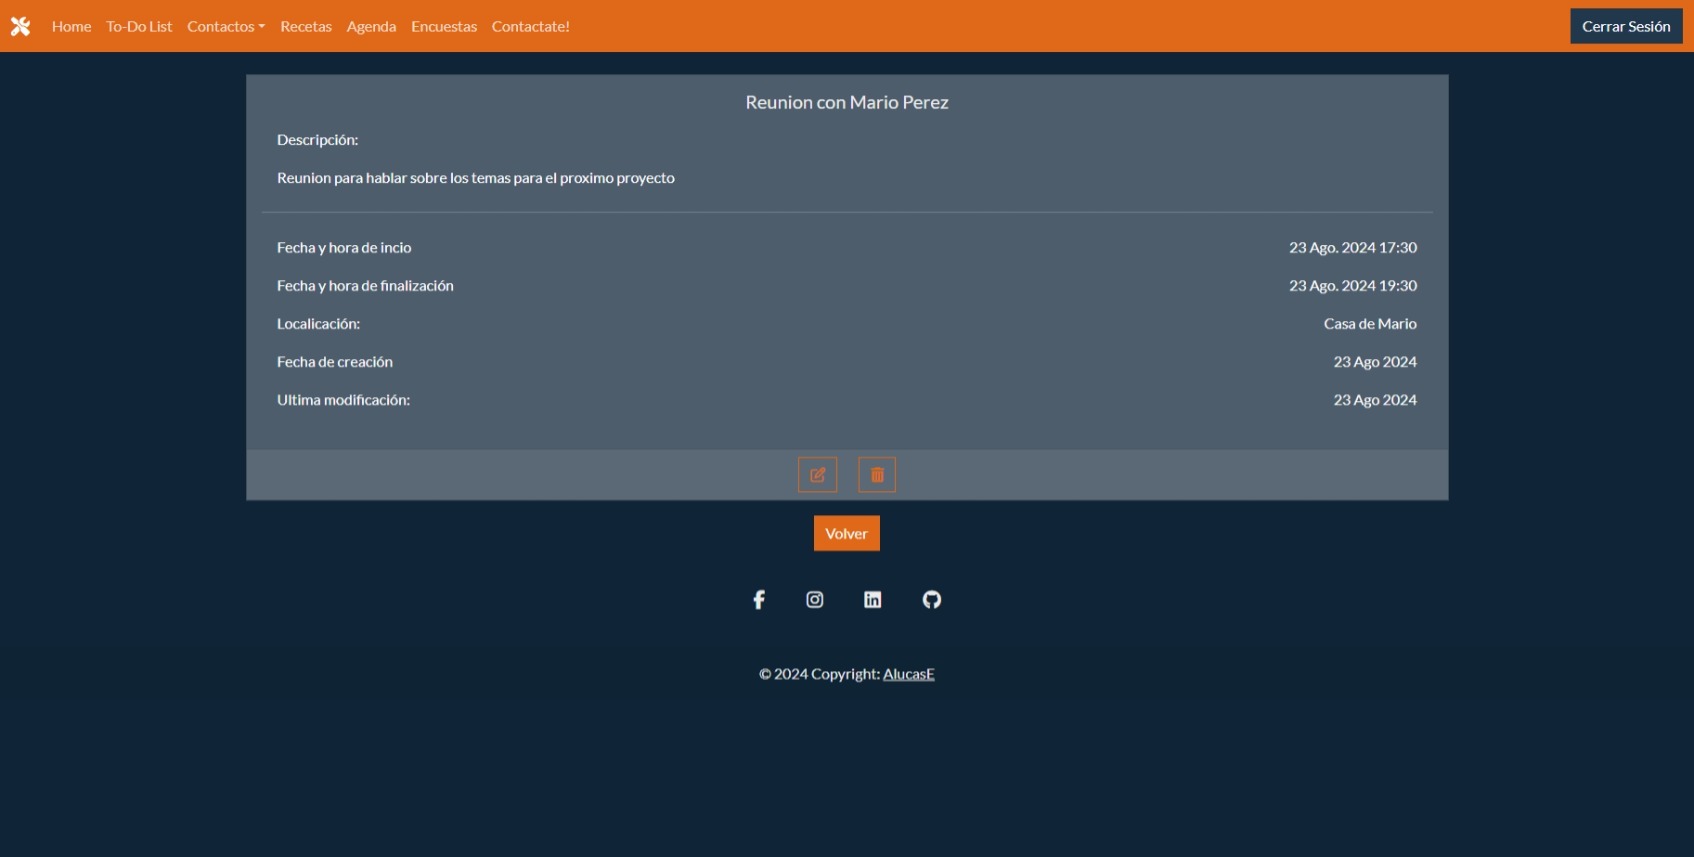 Home To-Do List Contactos Recetas Agenda Encuestas Contactate! Cerrar Sesión
Reunion con Mario Perez
Descripción:
Reunion para hablar sobre los temas para el proximo proyecto
Fecha y hora de incio 23 Ago. 2024 17:30
Fecha y hora de finalización 23 Ago. 2024 19:30
Localicación: Casa de Mario
Fecha de creación 23 Ago 2024
Ultima modificación: 23 Ago 2024
Volver
© 2024 Copyright: AlucasE